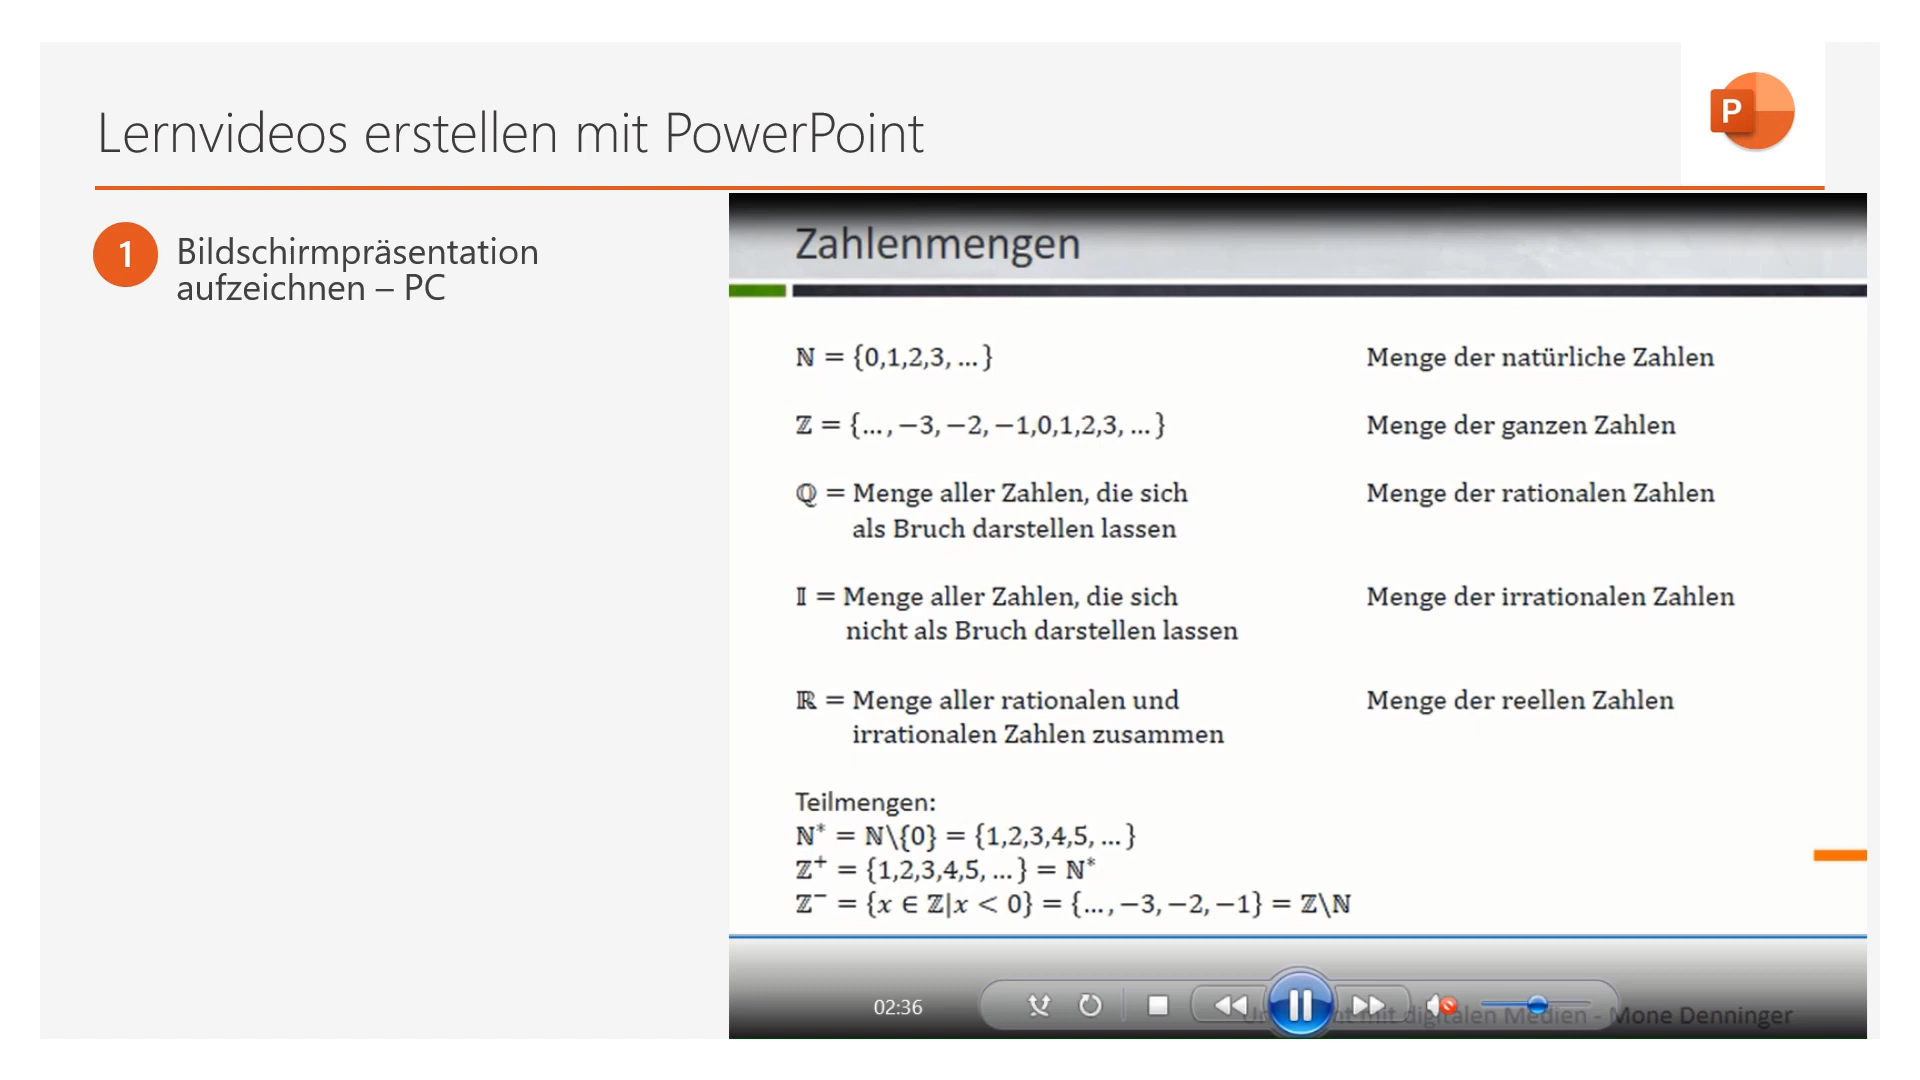 Lernvideos erstellen mit PowerPoint
P
1
Bildschirmpräsentation
aufzeichnen – PC
Zahlenmengen
ℕ = {0,1,2,3, … } Menge der natürliche Zahlen
ℤ = {… , −3, −2, −1,0,1,2,3, … } Menge der ganzen Zahlen
ℚ = Menge aller Zahlen, die sich Menge der rationalen Zahlen
als Bruch darstellen lassen
𝕀 = Menge aller Zahlen, die sich Menge der irrationalen Zahlen
nicht als Bruch darstellen lassen
ℝ = Menge aller rationalen und Menge der reellen Zahlen
irrationalen Zahlen zusammen
Teilmengen:
ℕ* = ℕ\{0} = {1,2,3,4,5, … }
ℤ⁺ = {1,2,3,4,5, … } = ℕ*
ℤ⁻ = {x ∈ ℤ|x < 0} = {… , −3, −2, −1} = ℤ\ℕ
02:36
mit digitalen Medien - Mone Denninger